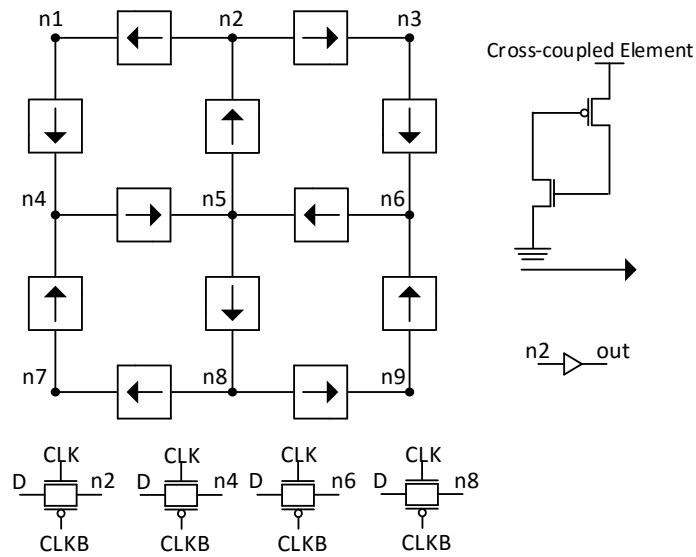 n1 n2 n3
Cross-coupled Element
n4 n5 n6
n7 n8 n9
n2 out
CLK CLK CLK CLK
D n2 D n4 D n6 D n8
CLKB CLKB CLKB CLKB